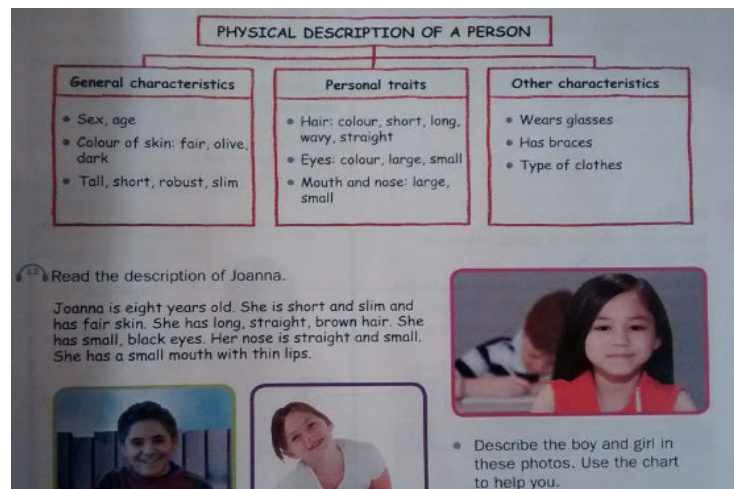 PHYSICAL DESCRIPTION OF A PERSON
General characteristics
• Sex, age
• Colour of skin: fair, olive,
dark
• Tall, short, robust, slim
Personal traits
• Hair: colour, short, long,
wavy, straight
• Eyes: colour, large, small
• Mouth and nose: large,
small
Other characteristics
• Wears glasses
• Has braces
• Type of clothes
1.2 Read the description of Joanna.
Joanna is eight years old. She is short and slim and
has fair skin. She has long, straight, brown hair. She
has small, black eyes. Her nose is straight and small.
She has a small mouth with thin lips.
• Describe the boy and girl in
these photos. Use the chart
to help you.